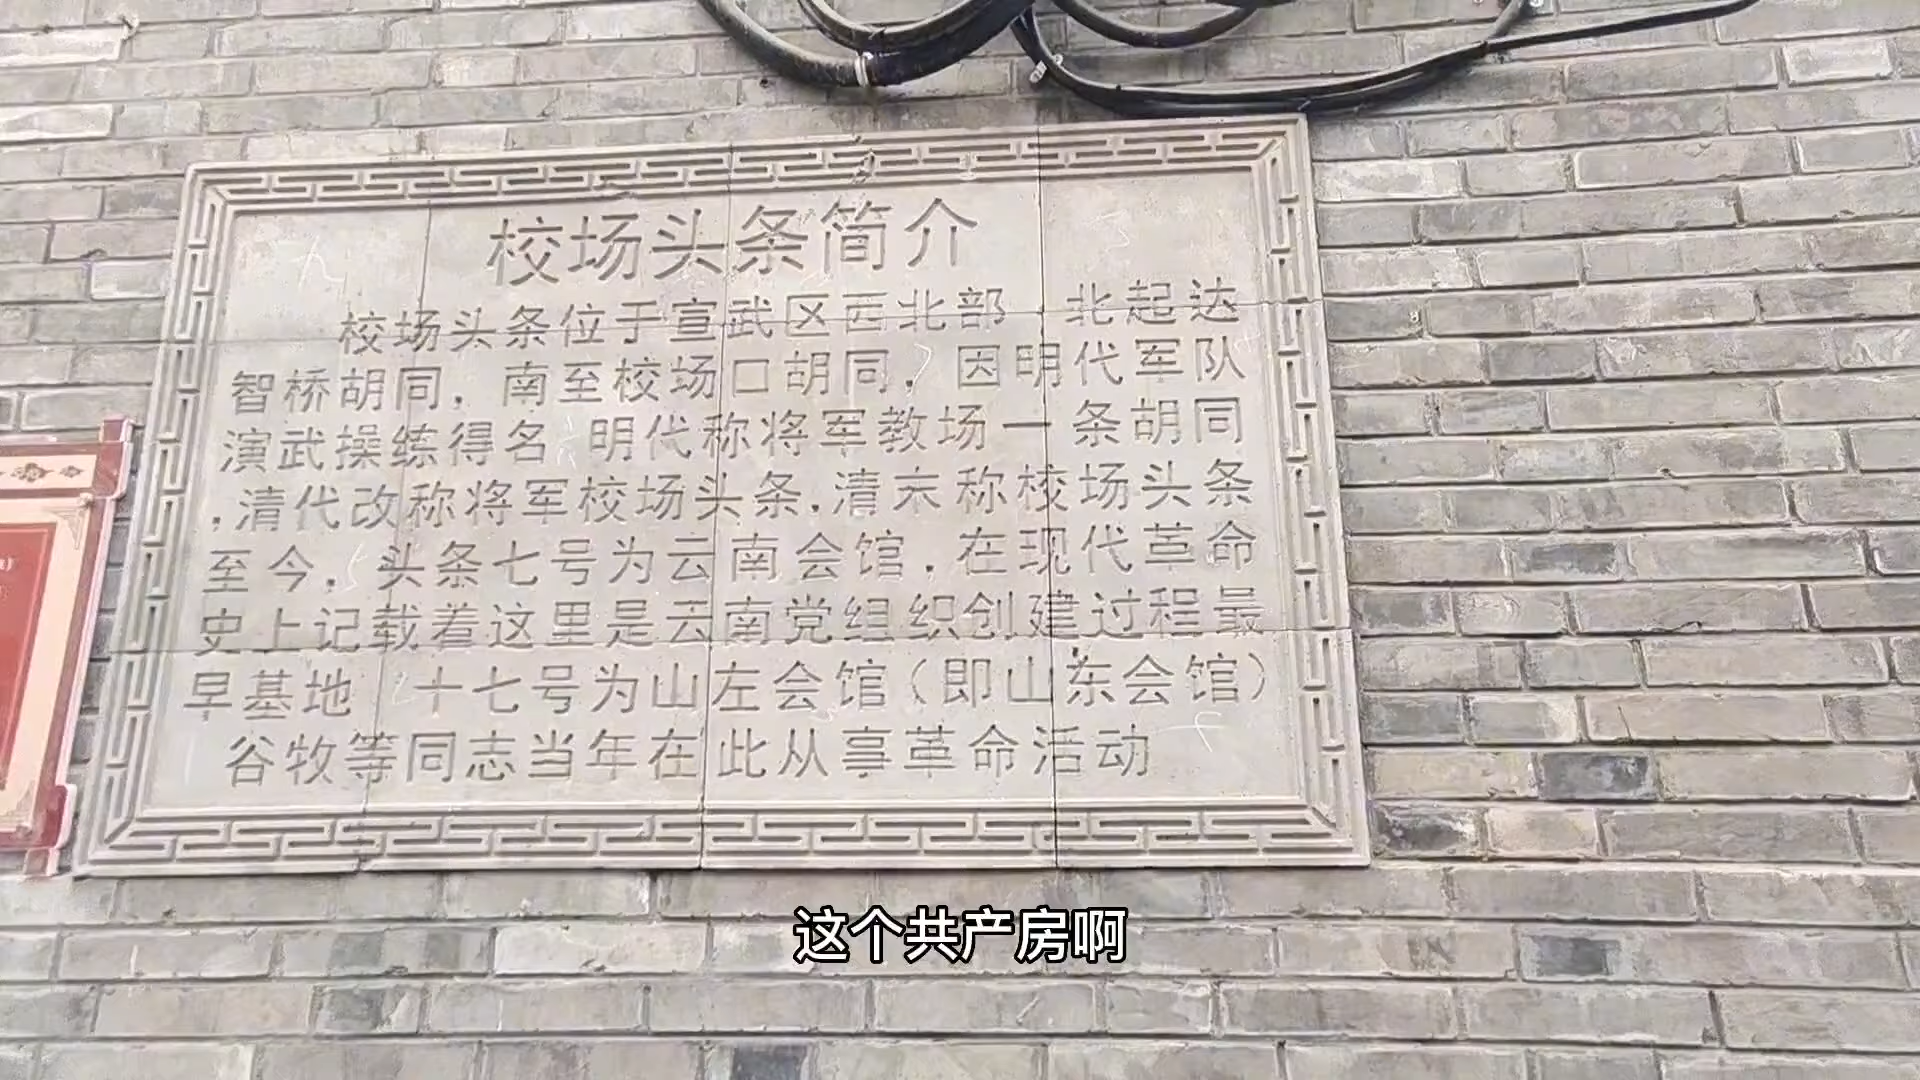 校场头条简介
校场头条位于宣武区西北部，北起达
智桥胡同，南至校场口胡同，因明代军队
演武操练得名 明代称将军教场一条胡同
，清代改称将军校场头条，清末称校场头条
至今，头条七号为云南会馆，在现代革命
史上记载着这里是云南党组织创建过程最
早基地 十七号为山左会馆（即山东会馆）
谷牧等同志当年在此从事革命活动
这个共产房啊